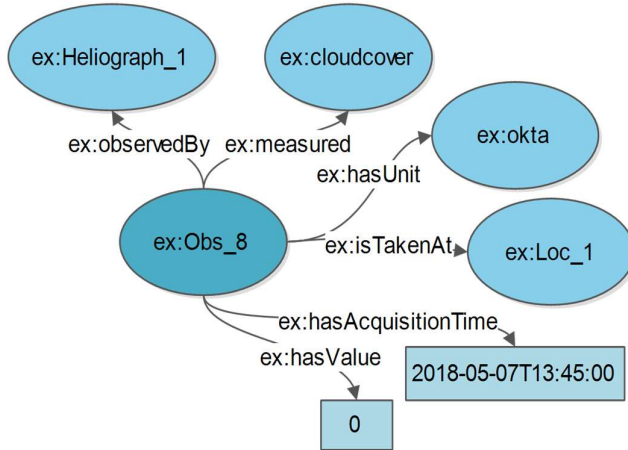 ex:Heliograph_1
ex:cloudcover
ex:observedBy
ex:measured
ex:okta
ex:hasUnit
ex:Obs_8
ex:isTakenAt
ex:Loc_1
ex:hasAcquisitionTime
ex:hasValue
2018-05-07T13:45:00
0